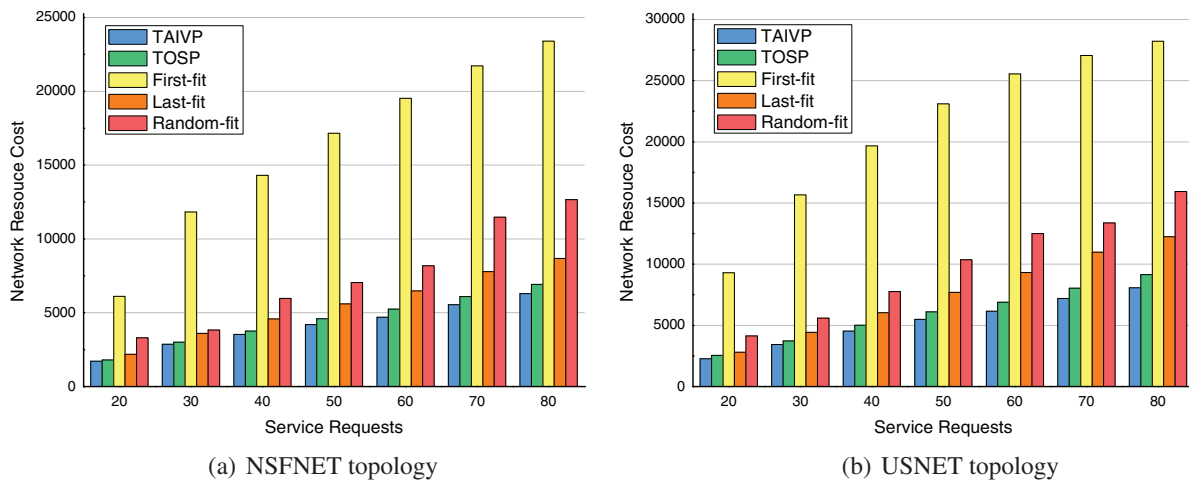 25000
20000
15000
10000
5000
0
Network Resouce Cost
TAIVP
TOSP
First-fit
Last-fit
Random-fit
20 30 40 50 60 70 80
Service Requests
(a) NSFNET topology
30000
25000
20000
15000
10000
5000
0
Network Resouce Cost
TAIVP
TOSP
First-fit
Last-fit
Random-fit
20 30 40 50 60 70 80
Service Requests
(b) USNET topology